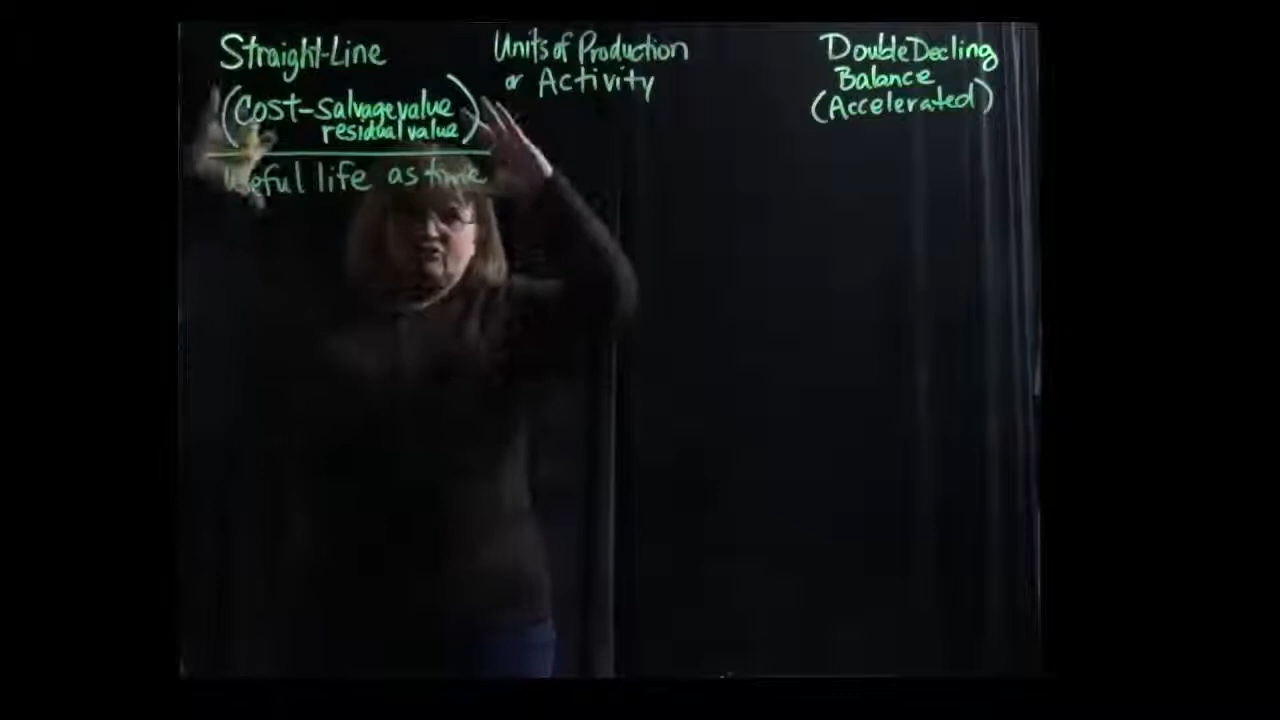 Straight-Line
(Cost-Salvage value
residual value)
Useful life as time
Units of Production
or Activity
Double Decling
Balance
(Accelerated)